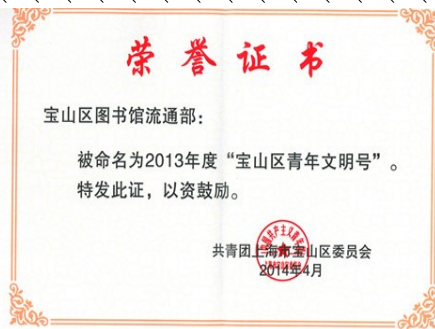 荣誉证书
宝山区图书馆流通部：
被命名为2013年度“宝山区青年文明号”。
特发此证，以资鼓励。
共青团上海市宝山区委员会
2014年4月